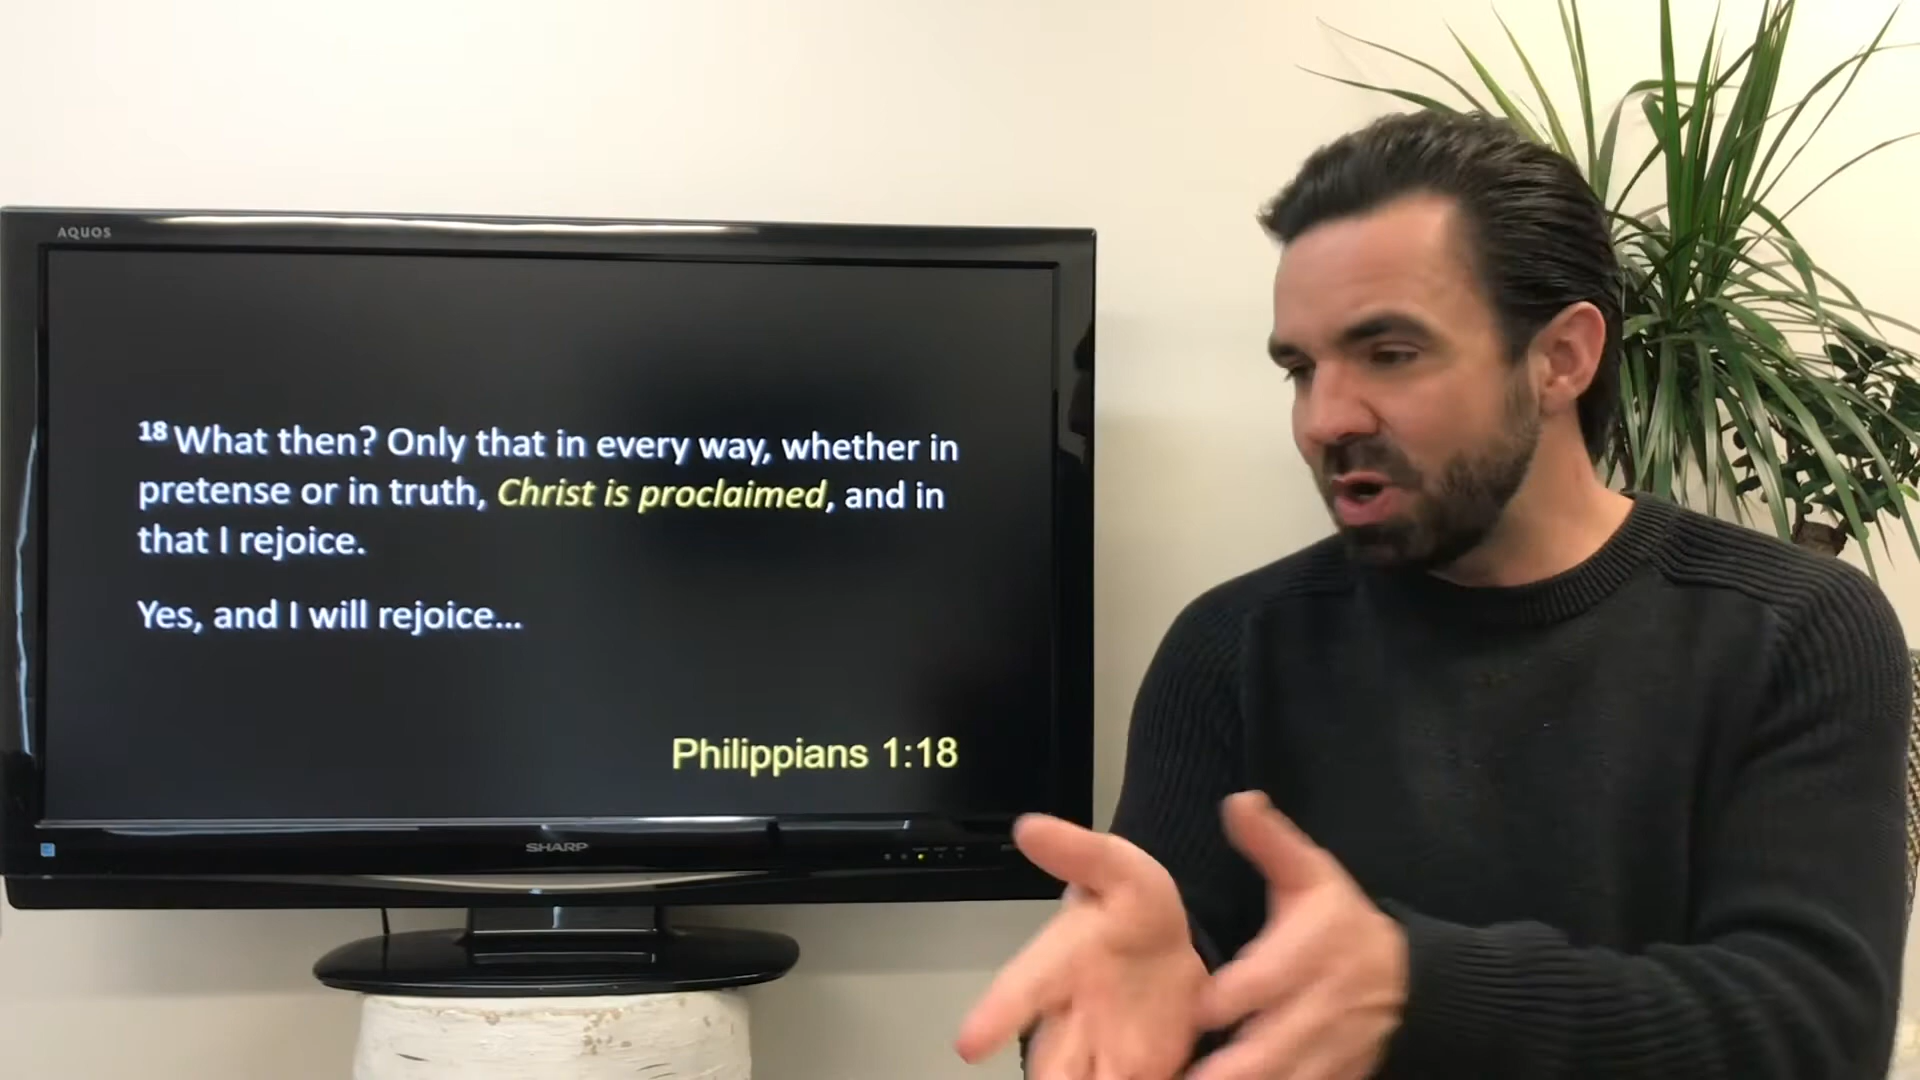 AQUOS
18 What then? Only that in every way, whether in
pretense or in truth, Christ is proclaimed, and in
that I rejoice.
Yes, and I will rejoice...
Philippians 1:18
SHARP